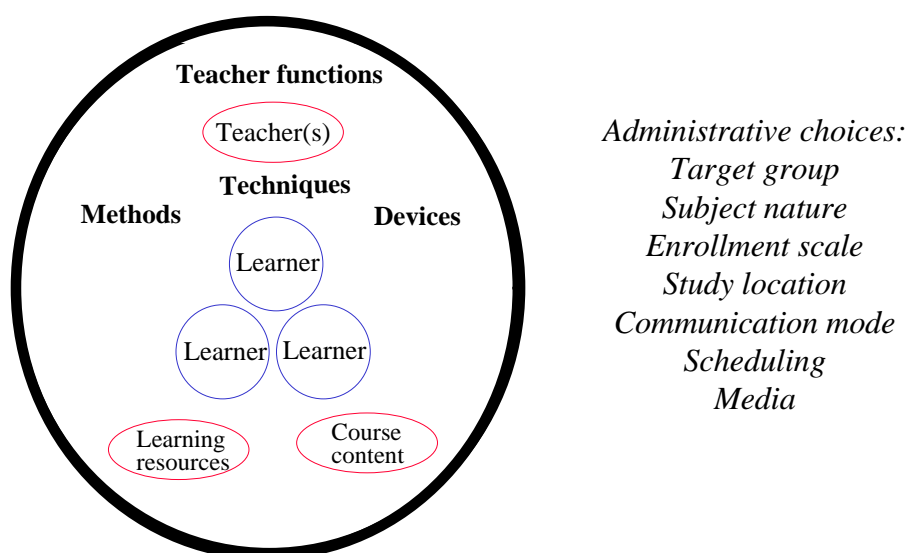 Teacher functions
Teacher(s)
Techniques
Methods
Devices
Learner
Learner
Learner
Learning
resources
Course
content
Administrative choices:
Target group
Subject nature
Enrollment scale
Study location
Communication mode
Scheduling
Media